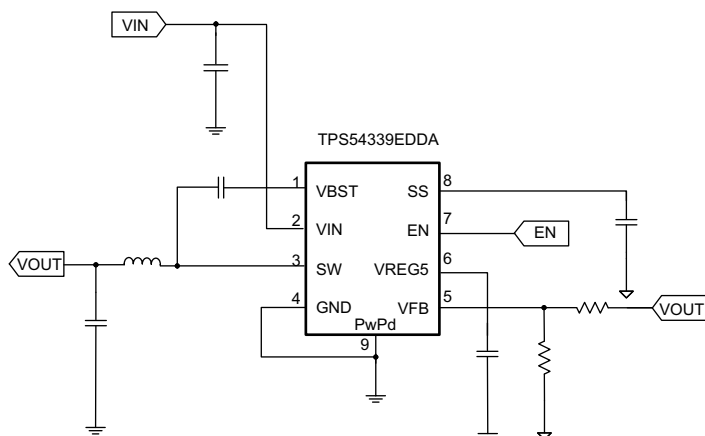 VIN
TPS54339EDDA
1 VBST SS 8
2 VIN EN 7 EN
VOUT 3 SW VREG5 6
4 GND VFB 5 VOUT
PwPd
9